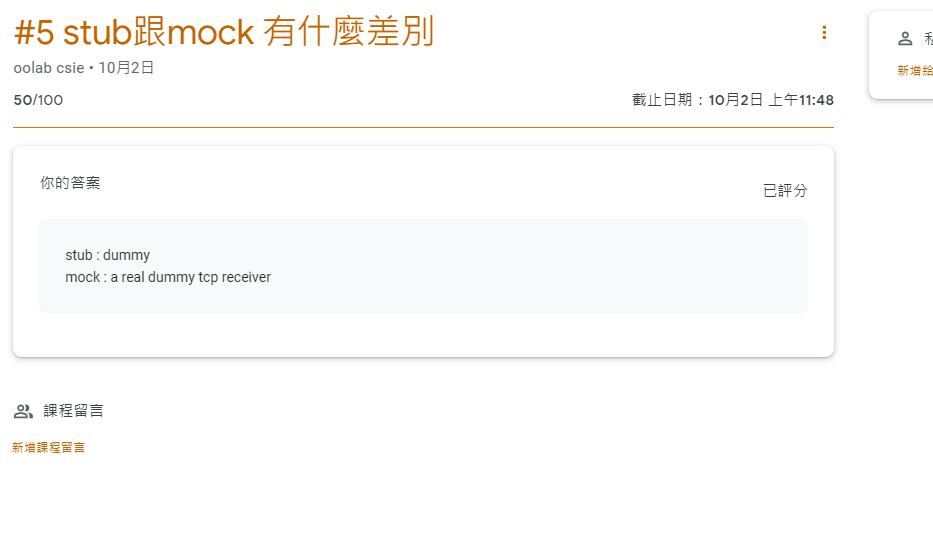 #5 stub跟mock 有什麼差別
oolab csie • 10月2日
50/100
截止日期：10月2日 上午11:48
你的答案
已評分
stub : dummy
mock : a real dummy tcp receiver
課程留言
新增課程留言
新增給